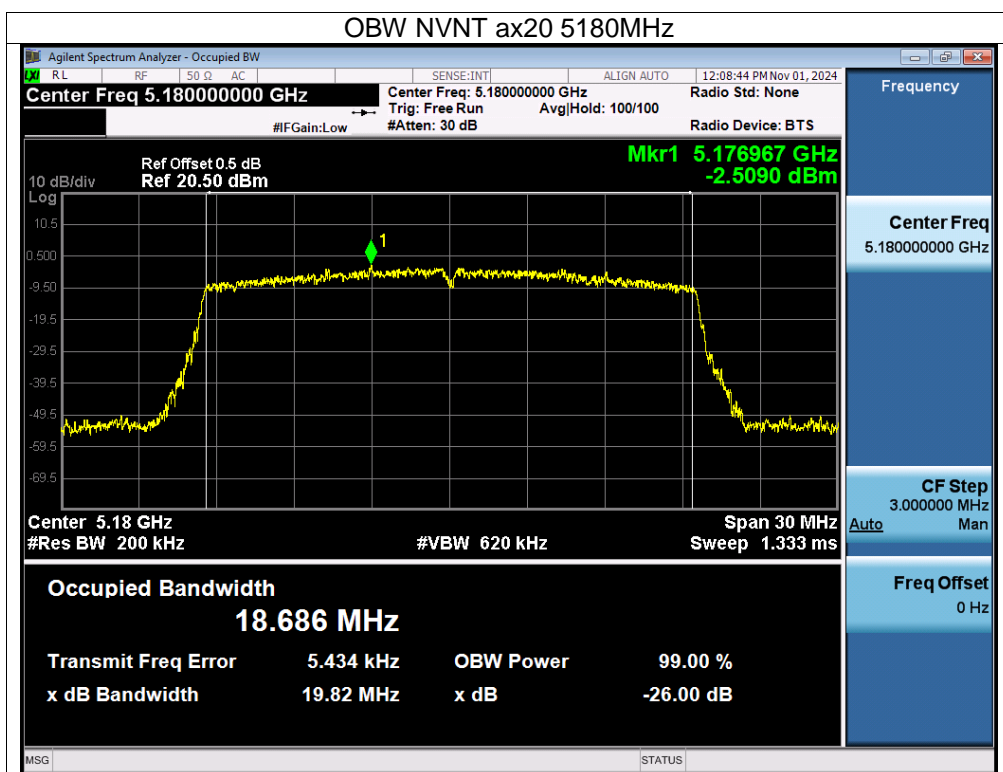 OBW NVNT ax20 5180MHz
Agilent Spectrum Analyzer - Occupied BW
LXI RL RF 50 Ω AC SENSE:INT ALIGN AUTO 12:08:44 PM Nov 01, 2024
Center Freq 5.180000000 GHz Center Freq: 5.180000000 GHz Radio Std: None
Trig: Free Run Avg|Hold: 100/100
#IFGain:Low #Atten: 30 dB Radio Device: BTS
Frequency
Mkr1 5.176967 GHz
-2.5090 dBm
Ref Offset 0.5 dB
10 dB/div Ref 20.50 dBm
Log
10.5
0.500
-9.50
-19.5
-29.5
-39.5
-49.5
-59.5
-69.5
1
Center 5.18 GHz Span 30 MHz
#Res BW 200 kHz #VBW 620 kHz Sweep 1.333 ms
Occupied Bandwidth
18.686 MHz
Transmit Freq Error 5.434 kHz OBW Power 99.00 %
x dB Bandwidth 19.82 MHz x dB -26.00 dB
Center Freq
5.180000000 GHz
CF Step
3.000000 MHz
Auto Man
Freq Offset
0 Hz
MSG STATUS